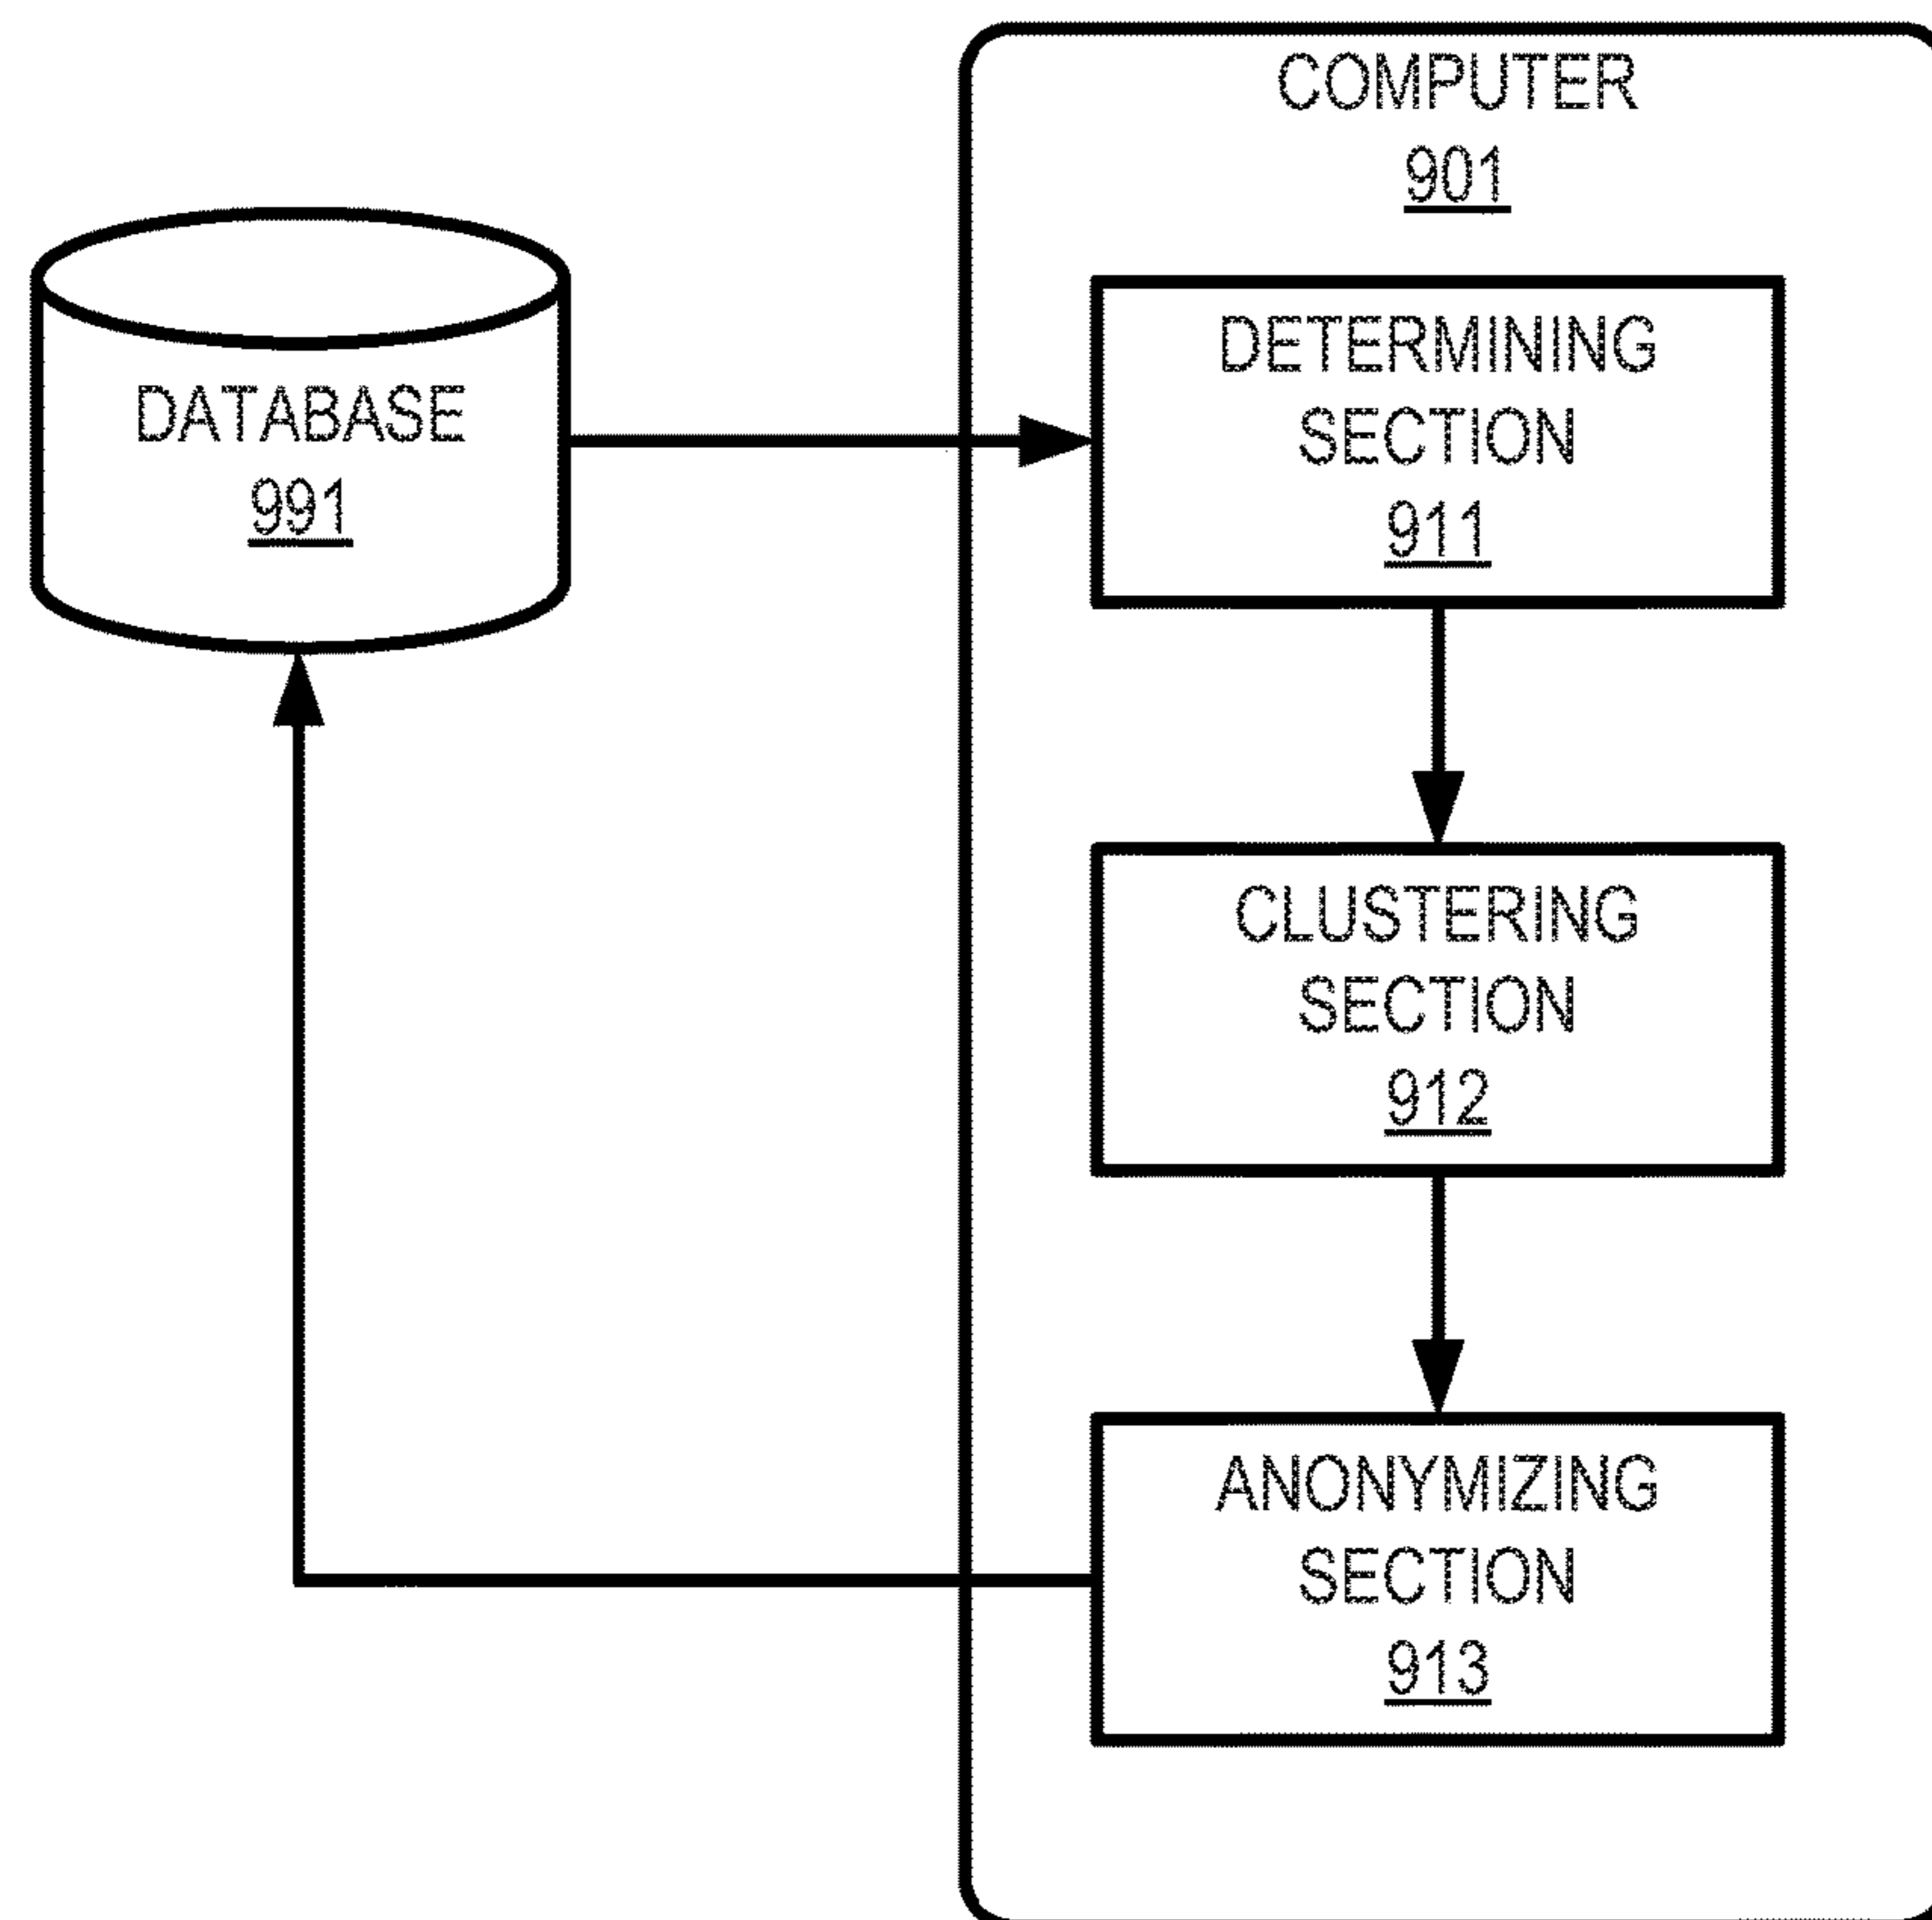 COMPUTER
901
DATABASE
991
DETERMINING
SECTION
911
CLUSTERING
SECTION
912
ANONYMIZING
SECTION
913